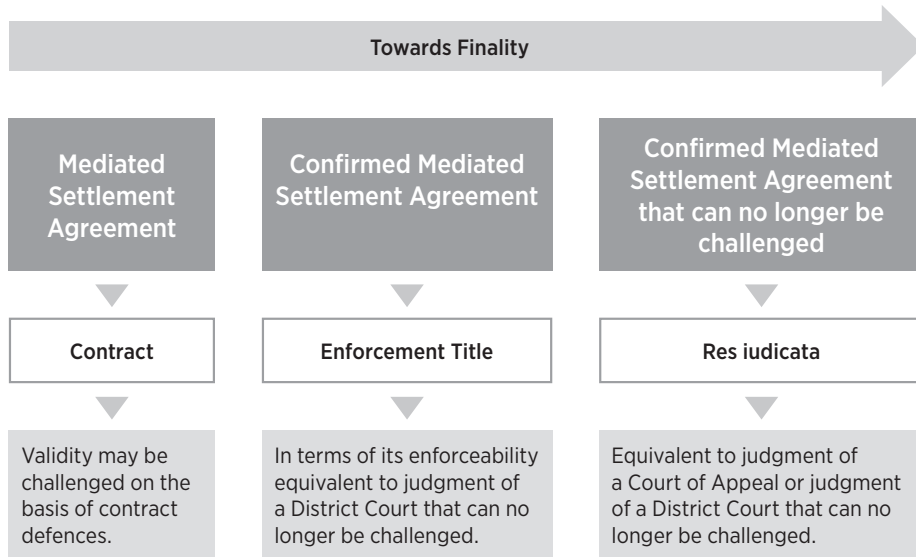 Towards Finality
Mediated
Settlement
Agreement
Confirmed Mediated
Settlement Agreement
Confirmed Mediated
Settlement Agreement
that can no longer be
challenged
Contract
Enforcement Title
Res iudicata
Validity may be
challenged on the
basis of contract
defences.
In terms of its enforceability
equivalent to judgment of
a District Court that can no
longer be challenged.
Equivalent to judgment of
a Court of Appeal or judgment
of a District Court that can no
longer be challenged.